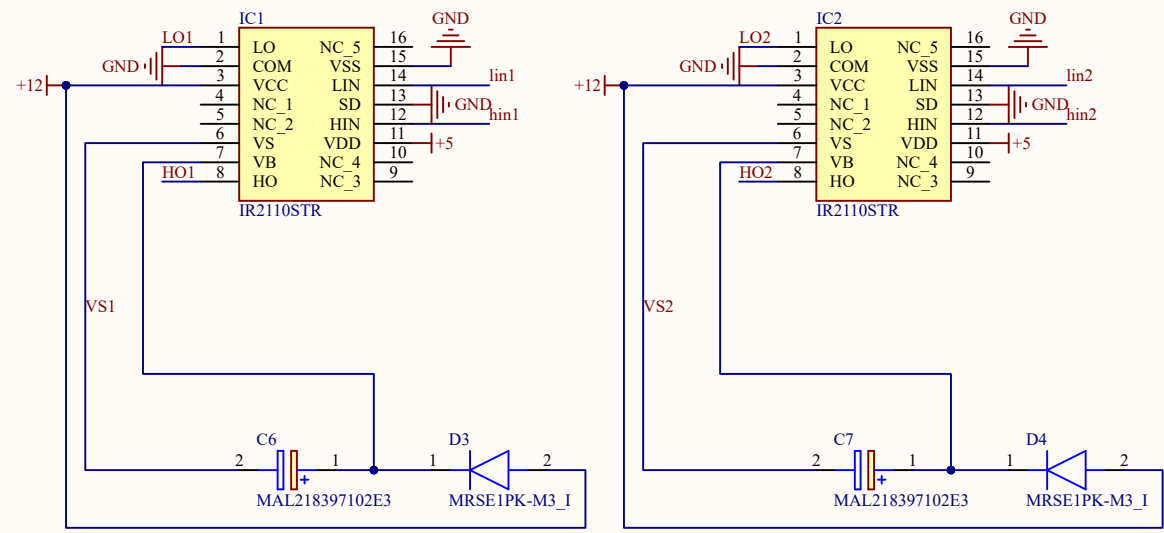 IC1
LO1 1 LO NC_5 16 GND
GND 2 COM VSS 15
+12 3 VCC LIN 14 lin1
4 NC_1 SD 13 GND
5 NC_2 HIN 12 hin1
6 VS VDD 11 +5
7 VB NC_4 10
HO1 8 HO NC_3 9
IR2110STR
VS1
C6 D3
2 1 1 2
+
MAL218397102E3 MRSE1PK-M3_I
IC2
LO2 1 LO NC_5 16 GND
GND 2 COM VSS 15
+12 3 VCC LIN 14 lin2
4 NC_1 SD 13 GND
5 NC_2 HIN 12 hin2
6 VS VDD 11 +5
7 VB NC_4 10
HO2 8 HO NC_3 9
IR2110STR
VS2
C7 D4
2 1 1 2
+
MAL218397102E3 MRSE1PK-M3_I